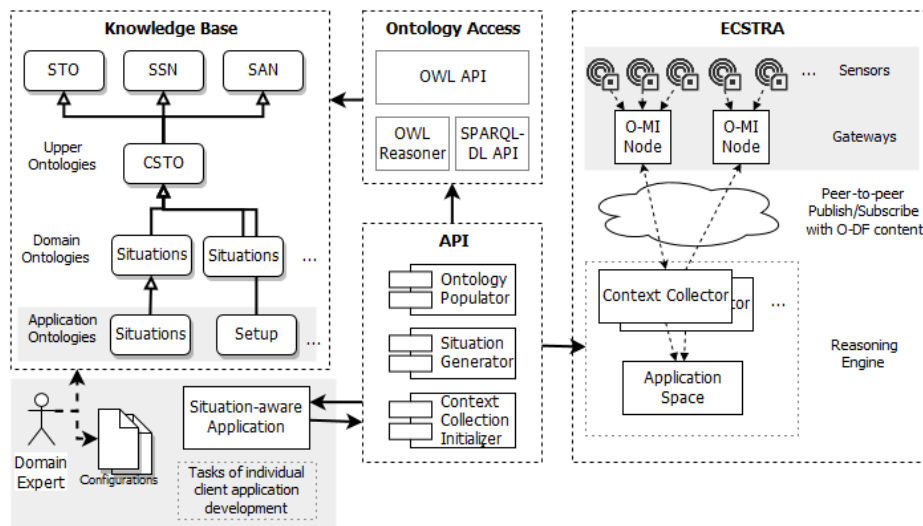 Knowledge Base
STO
SSN
SAN
Upper
Ontologies
CSTO
Domain
Ontologies
Situations
Situations
...
Application
Ontologies
Situations
Setup
...
Domain
Expert
Configurations
Situation-aware
Application
Tasks of individual
client application
development
Ontology Access
OWL API
OWL
Reasoner
SPARQL-
DL API
API
Ontology
Populator
Situation
Generator
Context
Collection
Initializer
ECSTRA
... Sensors
O-MI
Node
O-MI
Node
Gateways
Peer-to-peer
Publish/Subscribe
with O-DF content
Context Collector
tor
...
Reasoning
Engine
Application
Space